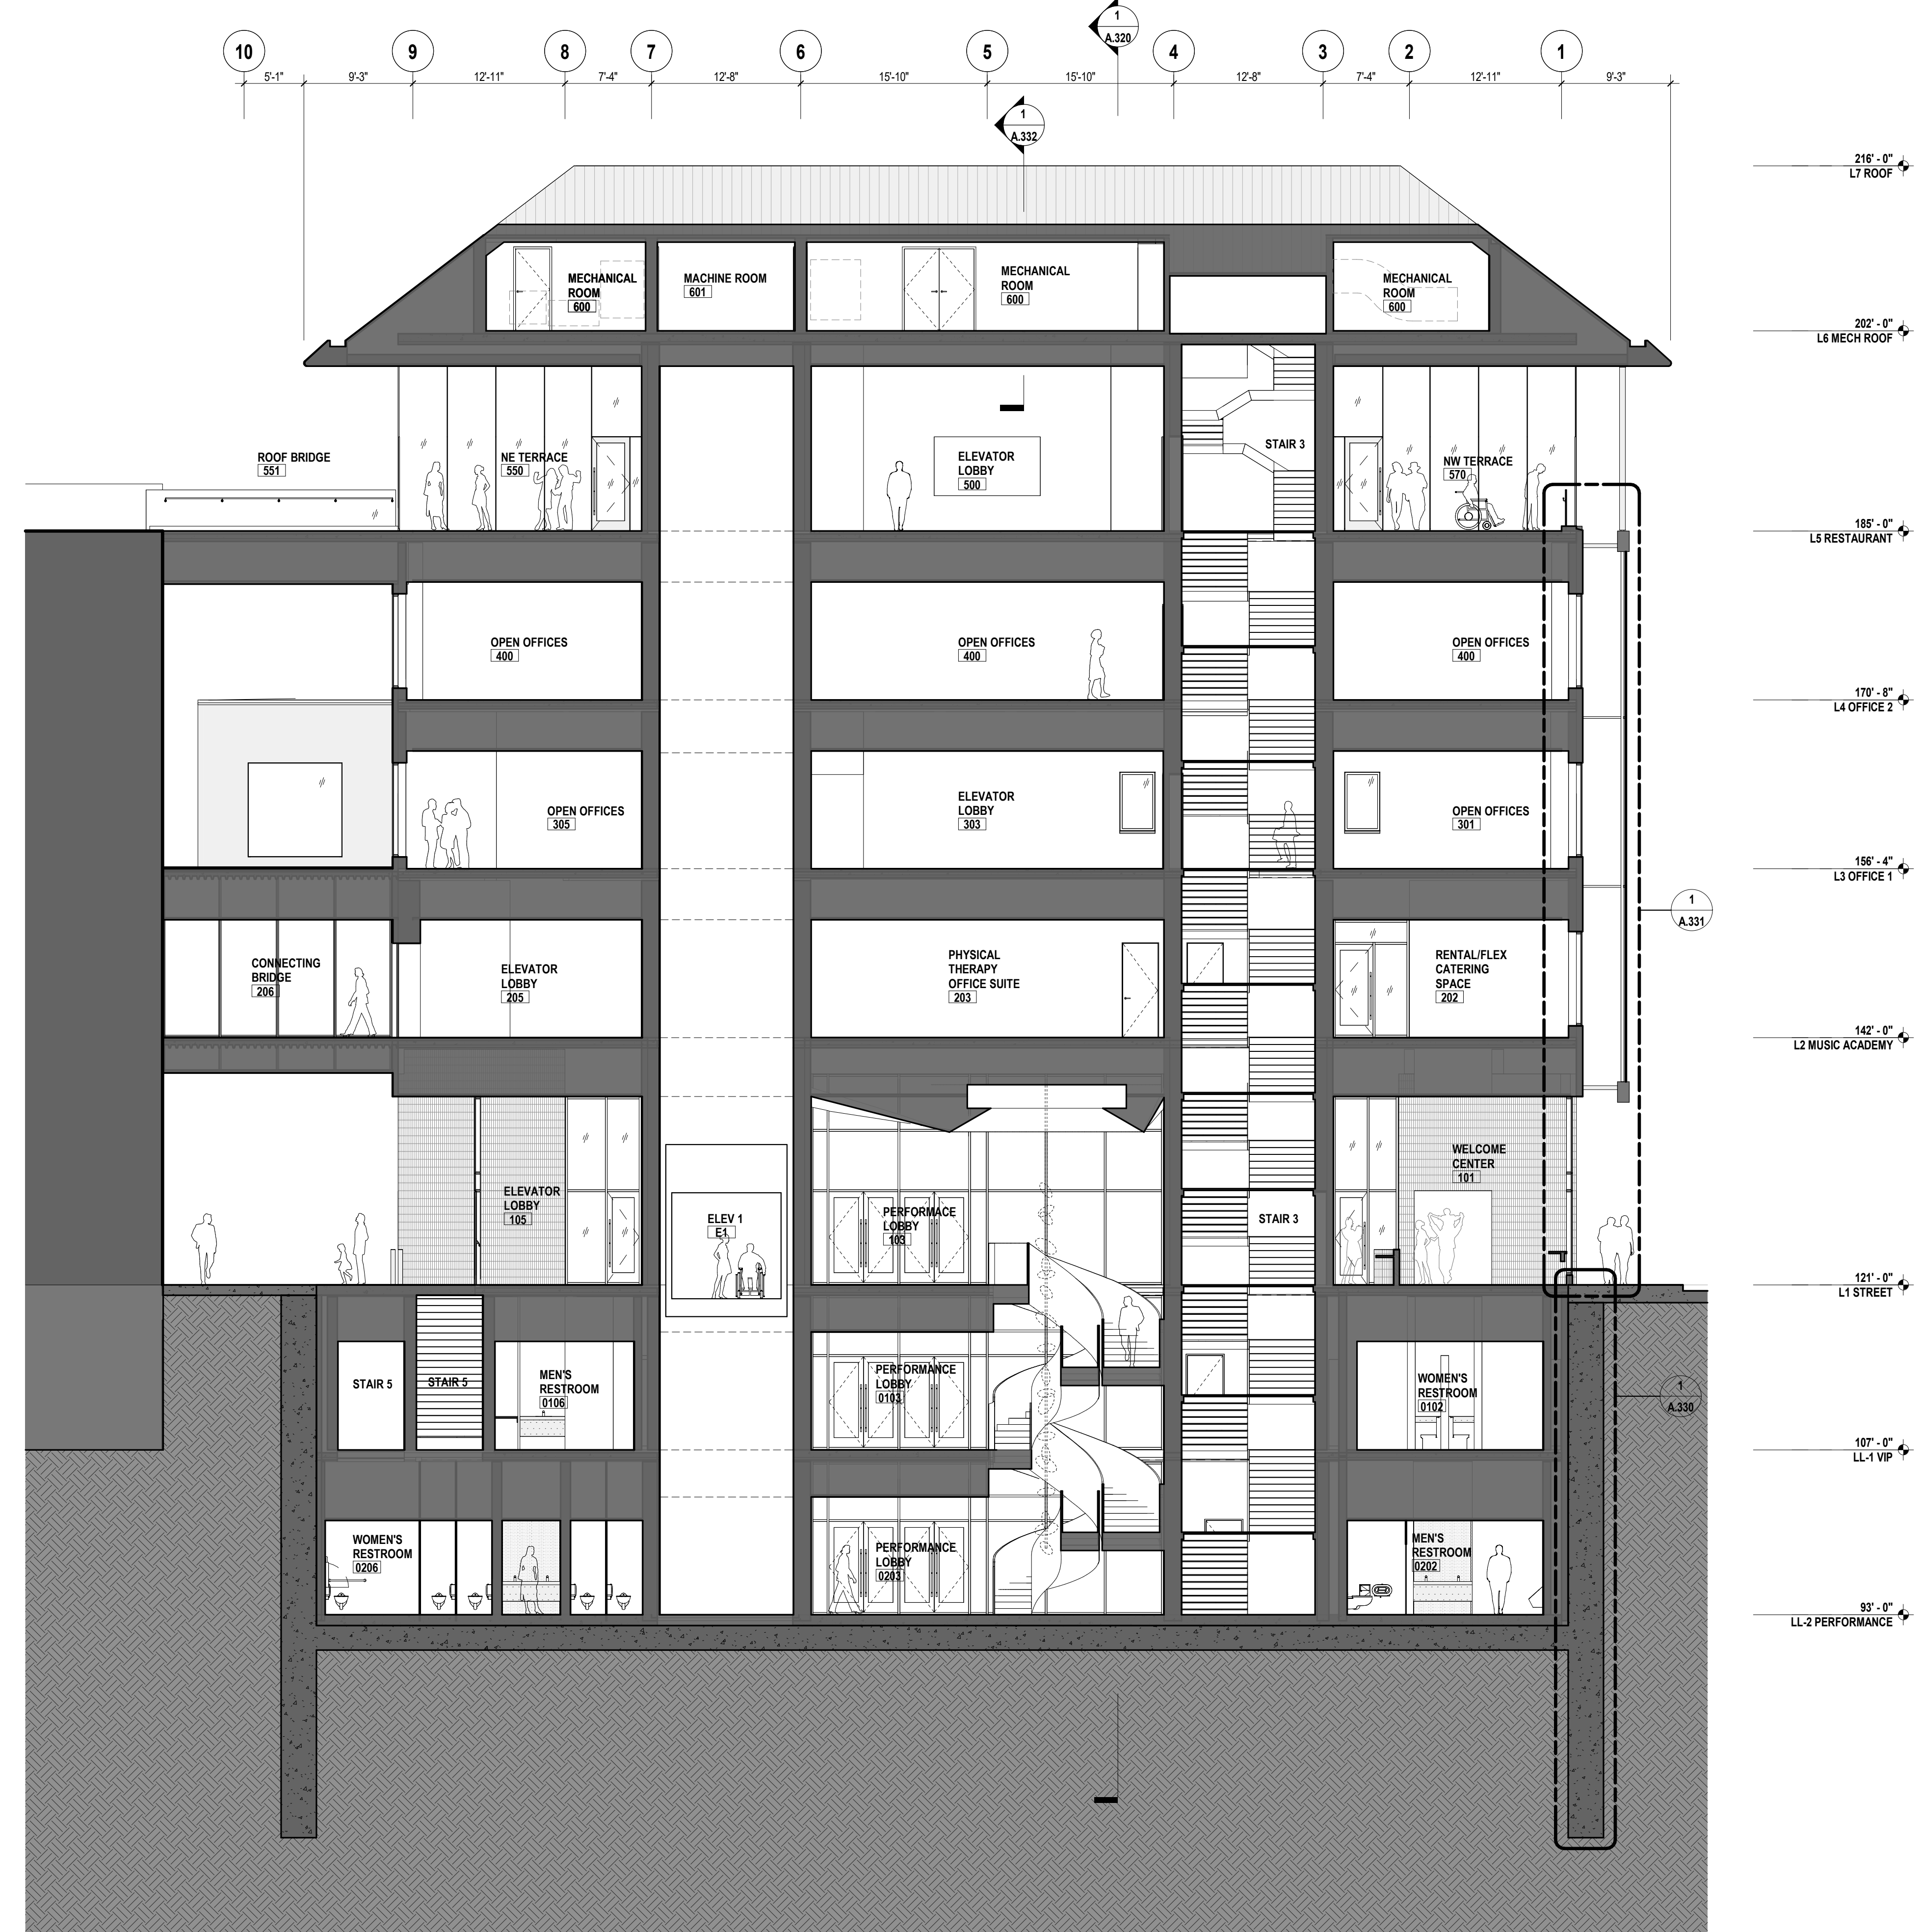 1
A.320
10
9
8
7
6
5
4
3
2
1
5'-1"
9'-3"
12'-11"
7'-4"
12'-8"
15'-10"
15'-10"
12'-8"
7'-4"
12'-11"
9'-3"
1
A.332
216' - 0"
L7 ROOF
MECHANICAL
ROOM
600
MACHINE ROOM
601
MECHANICAL
ROOM
600
MECHANICAL
ROOM
600
202' - 0"
L6 MECH ROOF
ROOF BRIDGE
551
NE TERRACE
550
ELEVATOR
LOBBY
500
STAIR 3
NW TERRACE
570
185' - 0"
L5 RESTAURANT
OPEN OFFICES
400
OPEN OFFICES
400
OPEN OFFICES
400
170' - 8"
L4 OFFICE 2
OPEN OFFICES
305
ELEVATOR
LOBBY
303
OPEN OFFICES
301
156' - 4"
L3 OFFICE 1
1
A.331
CONNECTING
BRIDGE
206
ELEVATOR
LOBBY
205
PHYSICAL
THERAPY
OFFICE SUITE
203
RENTAL/FLEX
CATERING
SPACE
202
142' - 0"
L2 MUSIC ACADEMY
ELEVATOR
LOBBY
105
ELEV 1
E1
PERFORMACE
LOBBY
103
STAIR 3
WELCOME
CENTER
101
121' - 0"
L1 STREET
STAIR 5
STAIR 5
MEN'S
RESTROOM
0106
PERFORMANCE
LOBBY
0103
WOMEN'S
RESTROOM
0102
1
A.330
107' - 0"
LL-1 VIP
WOMEN'S
RESTROOM
0206
PERFORMANCE
LOBBY
0203
MEN'S
RESTROOM
0202
93' - 0"
LL-2 PERFORMANCE